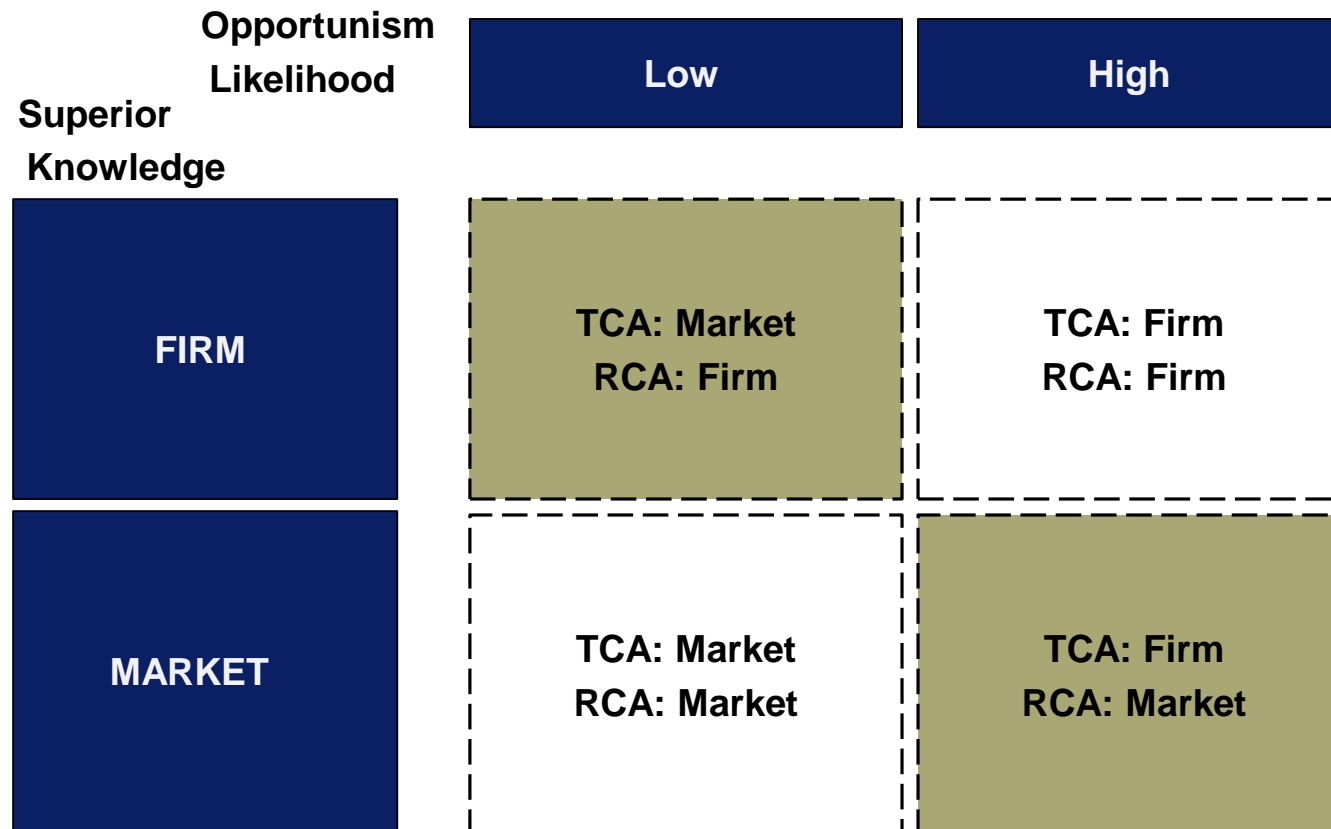 Opportunism
Likelihood
Low
High
Superior
Knowledge
FIRM
TCA: Market
RCA: Firm
TCA: Firm
RCA: Firm
MARKET
TCA: Market
RCA: Market
TCA: Firm
RCA: Market